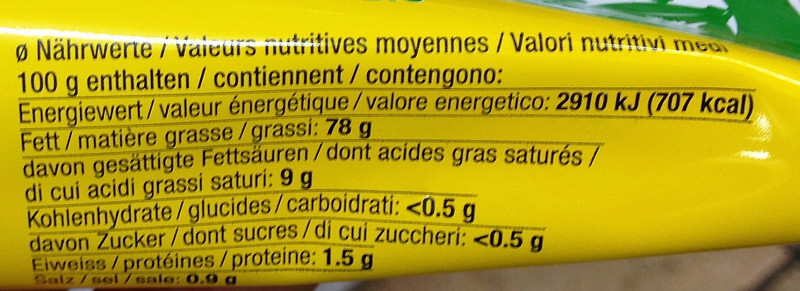 ø Nährwerte / Valeurs nutritives moyennes / Valori nutritivi medi
100 g enthalten / contiennent / contengono:
Energiewert / valeur énergétique / valore energetico: 2910 kJ (707 kcal)
Fett / matière grasse / grassi: 78 g
davon gesättigte Fettsäuren / dont acides gras saturés /
di cui acidi grassi saturi: 9 g
Kohlenhydrate / glucides / carboidrati: <0.5 g
davon Zucker / dont sucres / di cui zuccheri: <0.5 g
Eiweiss / protéines / proteine: 1.5 g
Salz / sel / sale: 0.9 g